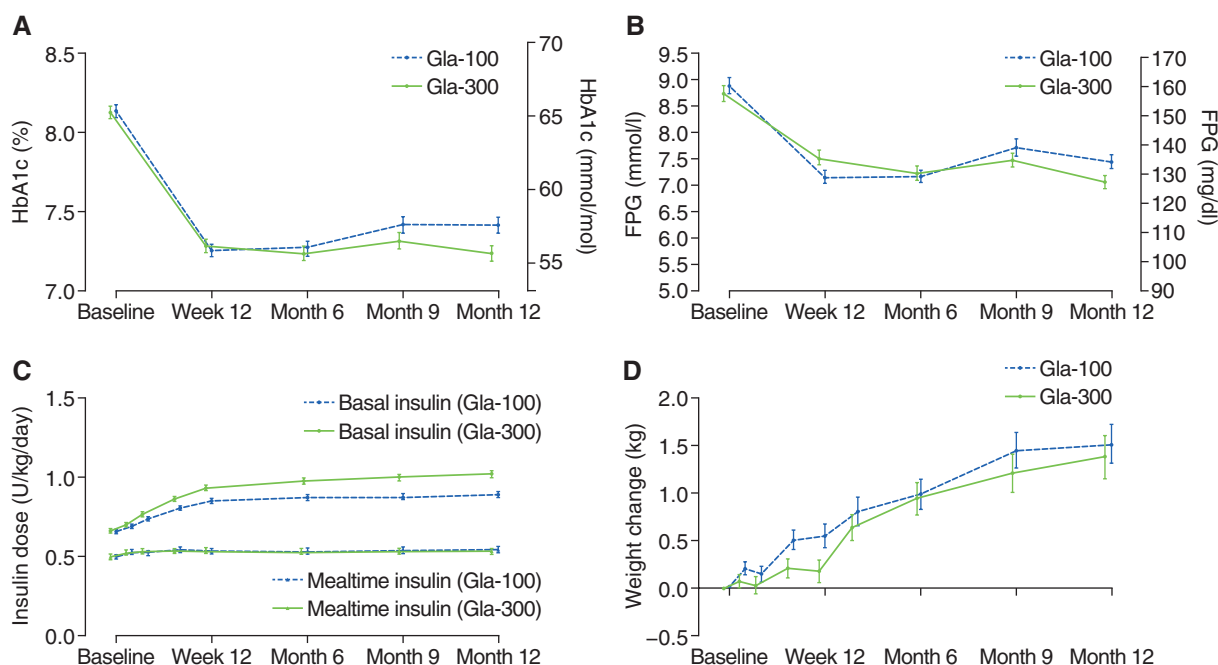 A
8.5
8.0
7.5
7.0
HbA1c (%)
70
65
60
55
HbA1c (mmol/mol)
Gla-100
Gla-300
Baseline Week 12 Month 6 Month 9 Month 12
B
9.5
9.0
8.5
8.0
7.5
7.0
6.5
6.0
5.5
5.0
FPG (mmol/l)
170
160
150
140
130
120
110
100
90
FPG (mg/dl)
Gla-100
Gla-300
Baseline Week 12 Month 6 Month 9 Month 12
C
1.5
1.0
0.5
0.0
Insulin dose (U/kg/day)
Basal insulin (Gla-100)
Basal insulin (Gla-300)
Mealtime insulin (Gla-100)
Mealtime insulin (Gla-300)
Baseline Week 12 Month 6 Month 9 Month 12
D
2.0
1.5
1.0
0.5
0.0
−0.5
Weight change (kg)
Gla-100
Gla-300
Baseline Week 12 Month 6 Month 9 Month 12